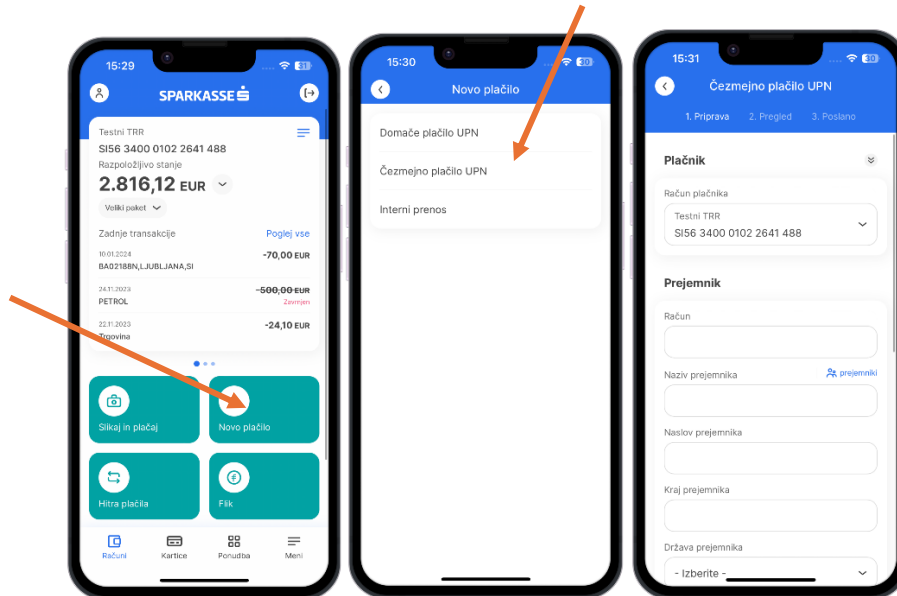 15:29
31
SPARKASSE
Testni TRR
SI56 3400 0102 2641 488
Razpoložljivo stanje
2.816,12 EUR
Veliki paket
Zadnje transakcije
Poglej vse
10.01.2024
-70,00 EUR
BA02188N,LJUBLJANA,SI
24.11.2023
-500,00 EUR
PETROL
Zavrnjen
22.11.2023
-24,10 EUR
Trgovina
Slikaj in plačaj
Novo plačilo
Hitra plačila
Flik
Računi
Kartice
Ponudba
Meni
15:30
30
Novo plačilo
Domače plačilo UPN
Čezmejno plačilo UPN
Interni prenos
15:31
30
Čezmejno plačilo UPN
1. Priprava
2. Pregled
3. Poslano
Plačnik
Račun plačnika
Testni TRR
SI56 3400 0102 2641 488
Prejemnik
Račun
Naziv prejemnika
prejemniki
Naslov prejemnika
Kraj prejemnika
Država prejemnika
- Izberite -